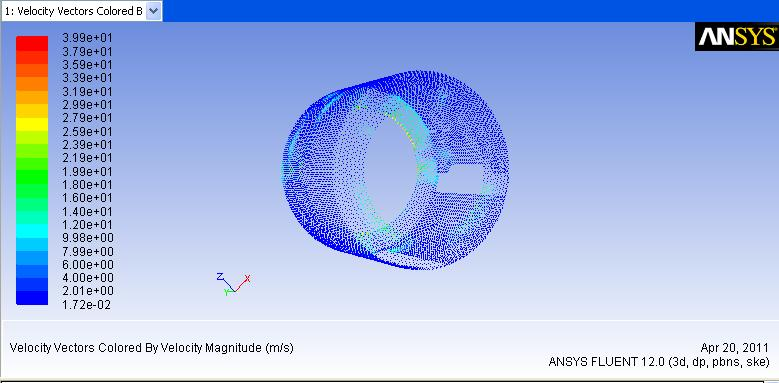 1: Velocity Vectors Colored B
ANSYS
3.99e+01
3.79e+01
3.59e+01
3.39e+01
3.19e+01
2.99e+01
2.79e+01
2.59e+01
2.39e+01
2.19e+01
1.99e+01
1.80e+01
1.60e+01
1.40e+01
1.20e+01
9.98e+00
7.99e+00
6.00e+00
4.00e+00
2.01e+00
1.72e-02
Z
X
Y
Velocity Vectors Colored By Velocity Magnitude (m/s)
Apr 20, 2011
ANSYS FLUENT 12.0 (3d, dp, pbns, ske)